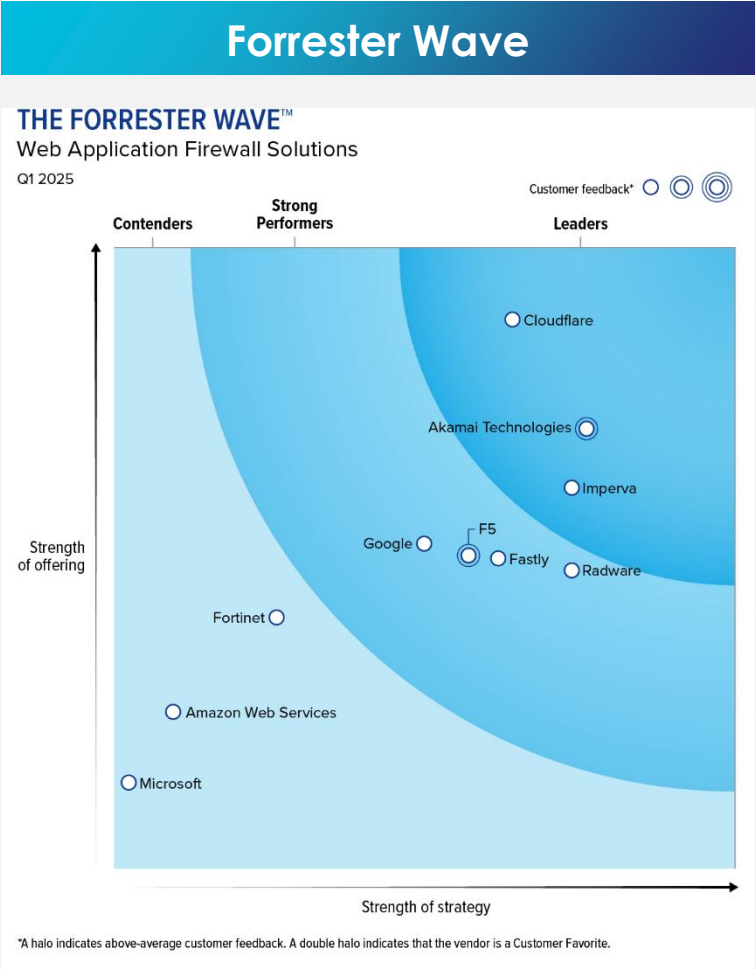 Forrester Wave
THE FORRESTER WAVE™
Web Application Firewall Solutions
Q1 2025
Customer feedback*
Contenders
Strong
Performers
Leaders
Cloudflare
Akamai Technologies
Imperva
F5
Google
Fastly
Radware
Strength
of offering
Fortinet
Amazon Web Services
Microsoft
Strength of strategy
*A halo indicates above-average customer feedback. A double halo indicates that the vendor is a Customer Favorite.